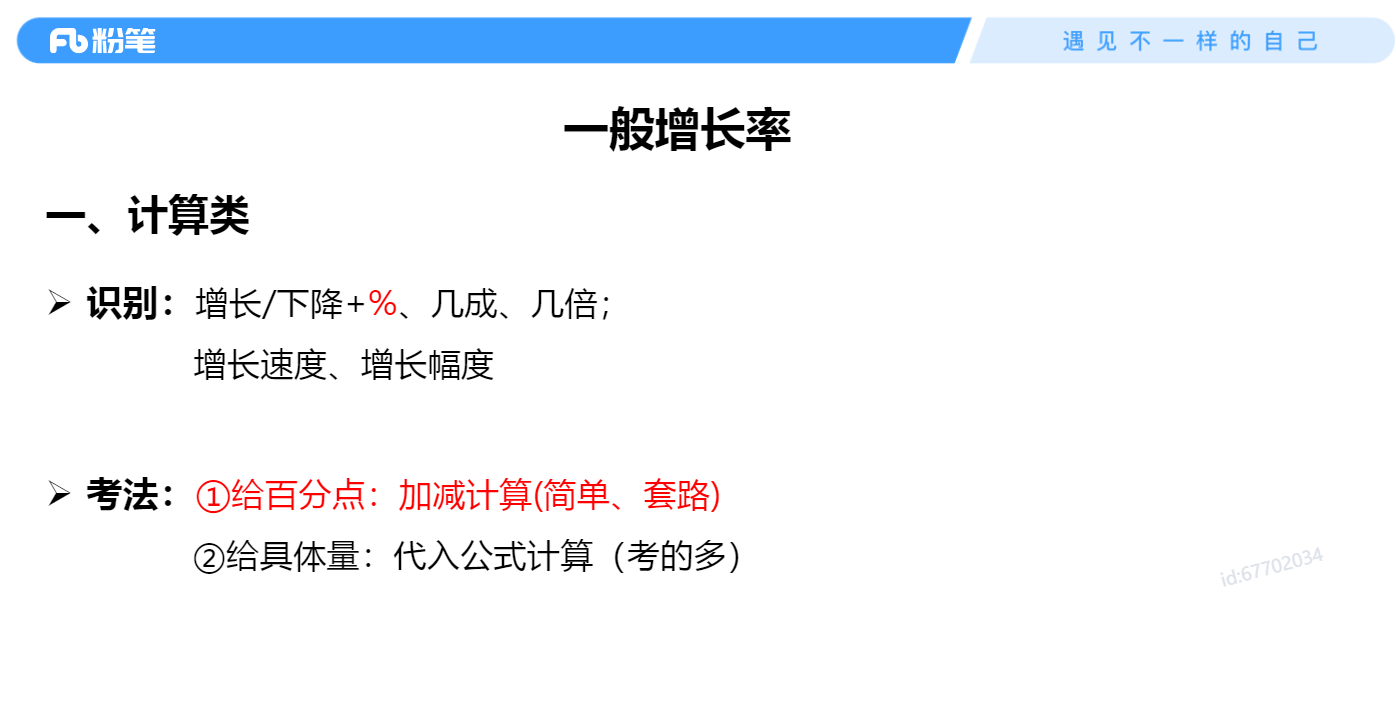 粉笔
遇见不一样的自己
一般增长率
一、计算类
➢ 识别：增长/下降+%、几成、几倍；
增长速度、增长幅度
➢ 考法：①给百分点：加减计算(简单、套路)
②给具体量：代入公式计算（考的多）
id:67702034